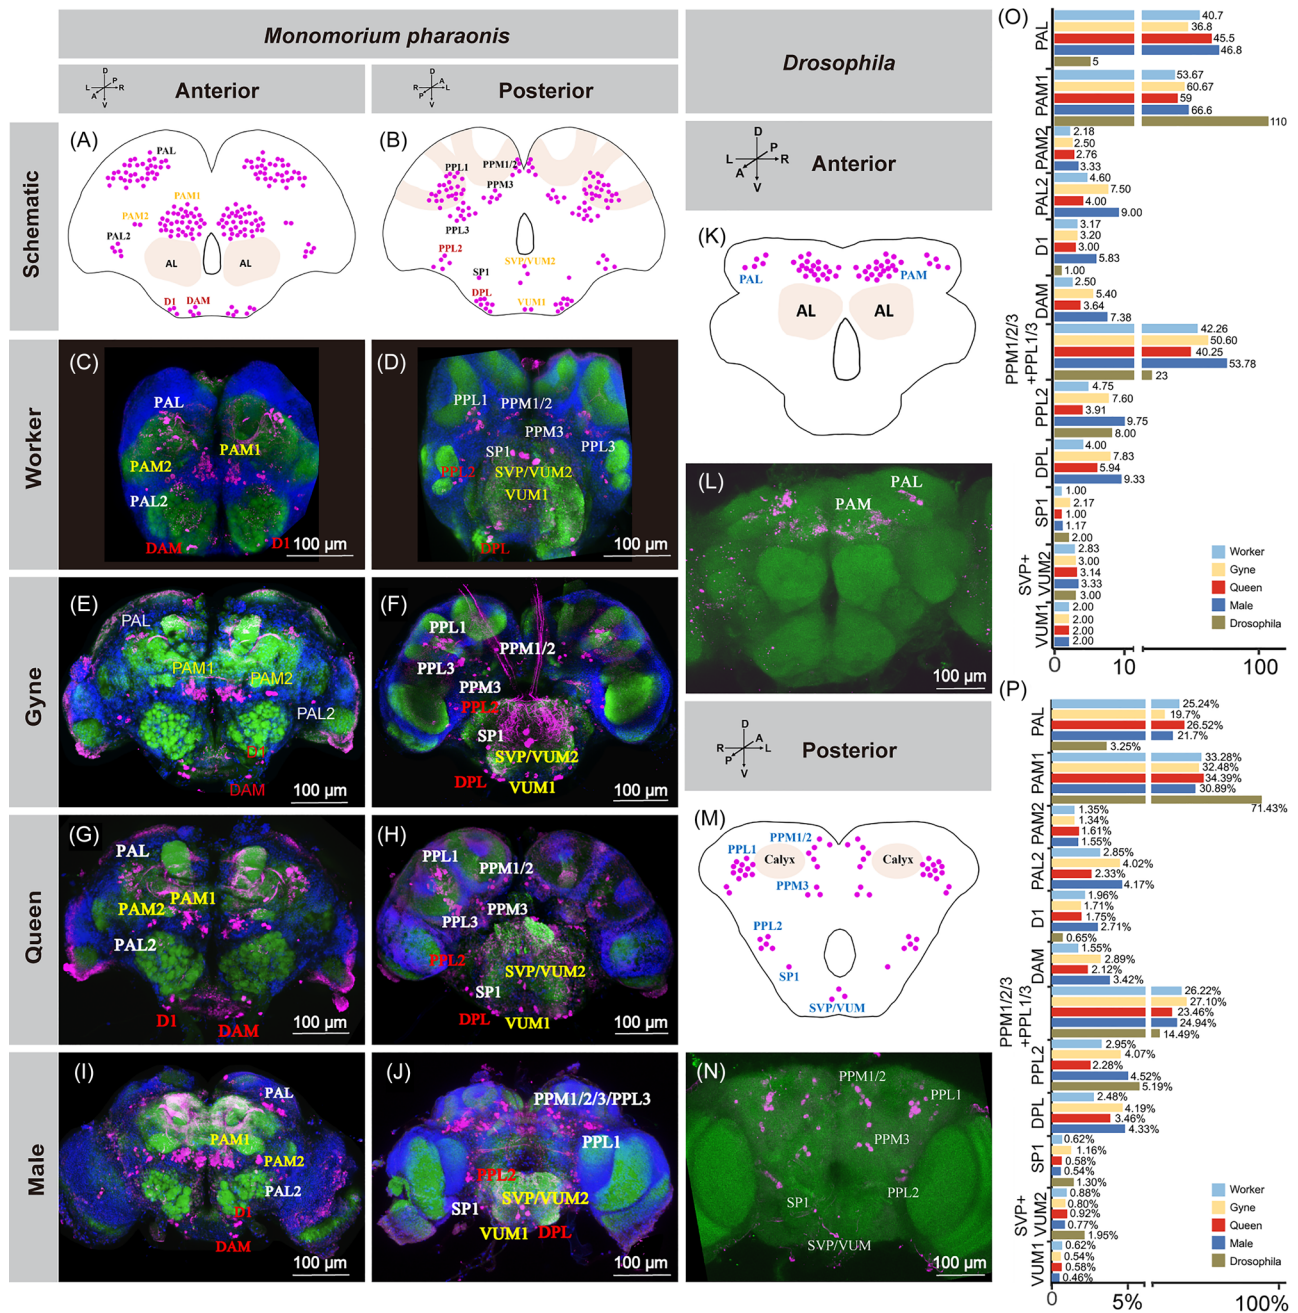 Monomorium pharaonis
Drosophila
D
P
L
R
A
V
Anterior
D
A
R
L
P
V
Posterior
Schematic
(A)
PAL
PAM1
PAM2
PAL2
AL
AL
D1
DAM
(B)
PPL1
PPM1/2
PPM3
PPL3
PPL2
SP1
SVP/VUM2
DPL
VUM1
D
P
L
R
A
V
Anterior
(K)
PAL
PAM
AL
AL
Worker
(C)
PAL
PAM1
PAM2
PAL2
DAM
D1
100 µm
(D)
PPL1
PPM1/2
PPM3
SP1
PPL3
PPL2
SVP/VUM2
VUM1
DPL
100 µm
(L)
PAL
PAM
100 µm
Gyne
(E)
PAL
PAM1
PAM2
PAL2
D1
DAM
100 µm
(F)
PPL1
PPM1/2
PPL3
PPM3
PPL2
SP1
SVP/VUM2
DPL
VUM1
100 µm
D
A
R
L
P
V
Posterior
(M)
PPM1/2
PPL1
Calyx
Calyx
PPM3
PPL2
SP1
SVP/VUM
Queen
(G)
PAL
PAM1
PAM2
PAL2
D1
DAM
100 µm
(H)
PPL1
PPM1/2
PPM3
PPL3
PPL2
SVP/VUM2
SP1
DPL
VUM1
100 µm
Male
(I)
PAL
PAM1
PAM2
PAL2
D1
DAM
100 µm
(J)
PPM1/2/3/PPL3
PPL1
PPL2
SVP/VUM2
SP1
VUM1
DPL
100 µm
(N)
PPM1/2
PPL1
PPM3
PPL2
SP1
SVP/VUM
100 µm
(O)
PAL
40.7
36.8
45.5
46.8
5
PAM1
53.67
60.67
59
66.6
110
PAM2
2.18
2.50
2.76
3.33
PAL2
4.60
7.50
4.00
9.00
D1
3.17
3.20
3.00
5.83
1.00
DAM
2.50
5.40
3.64
7.38
PPM1/2/3
+PPL1/3
42.26
50.60
40.25
53.78
23
PPL2
4.75
7.60
3.91
9.75
8.00
DPL
4.00
7.83
5.94
9.33
SP1
1.00
2.17
1.00
1.17
2.00
SVP+
VUM2
2.83
3.00
3.14
3.33
3.00
VUM1
2.00
2.00
2.00
2.00
Worker
Gyne
Queen
Male
Drosophila
0
10
100
(P)
PAL
25.24%
19.7%
26.52%
21.7%
3.25%
PAM1
33.28%
32.48%
34.39%
30.89%
71.43%
PAM2
1.35%
1.34%
1.61%
1.55%
PAL2
2.85%
4.02%
2.33%
4.17%
D1
1.96%
1.71%
1.75%
2.71%
0.65%
DAM
1.55%
2.89%
2.12%
3.42%
PPM1/2/3
+PPL1/3
26.22%
27.10%
23.46%
24.94%
14.49%
PPL2
2.95%
4.07%
2.28%
4.52%
5.19%
DPL
2.48%
4.19%
3.46%
4.33%
SP1
0.62%
1.16%
0.58%
0.54%
1.30%
SVP+
VUM2
0.88%
0.80%
0.92%
0.77%
1.95%
VUM1
0.62%
0.54%
0.58%
0.46%
Worker
Gyne
Queen
Male
Drosophila
0
5%
100%